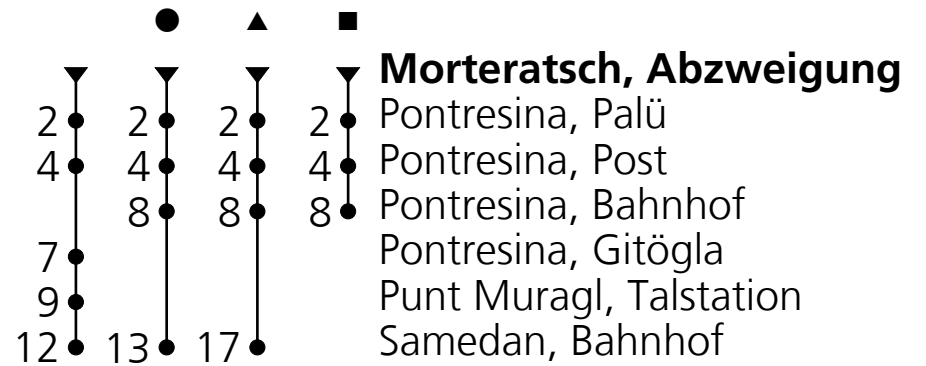 ● ▲ ■
Morteratsch, Abzweigung
2 2 2 2 Pontresina, Palü
4 4 4 4 Pontresina, Post
8 8 8 Pontresina, Bahnhof
7 Pontresina, Gitögla
9 Punt Muragl, Talstation
12 13 17 Samedan, Bahnhof